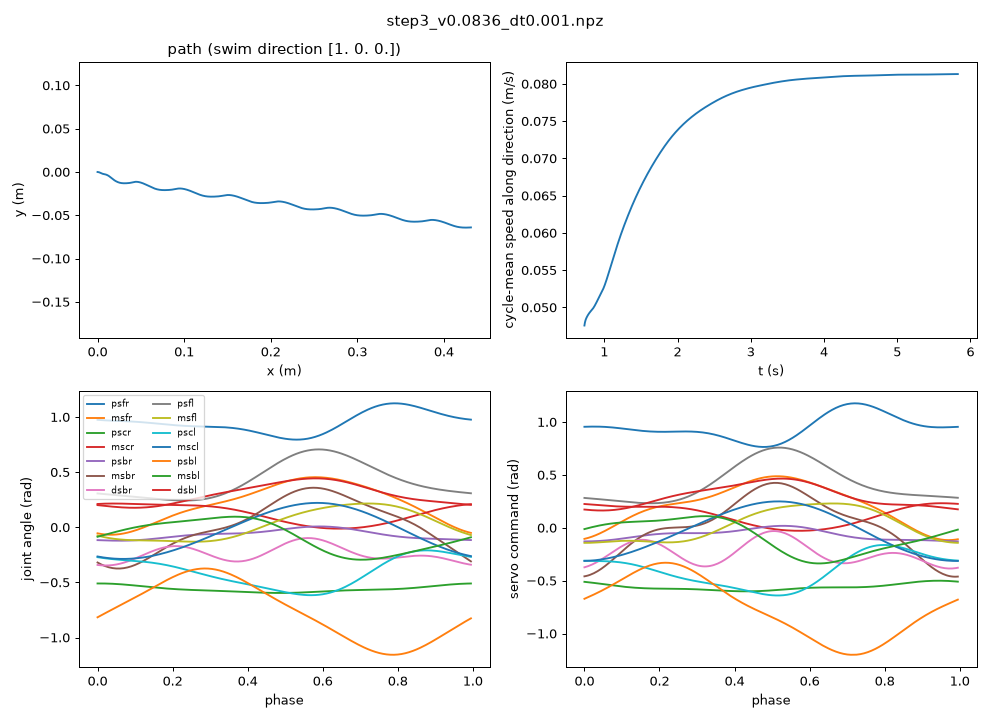 step3_v0.0836_dt0.001.npz
path (swim direction [1. 0. 0.])
0.10
0.05
0.00
−0.05
−0.10
−0.15
y (m)
0.0
0.1
0.2
0.3
0.4
x (m)
cycle-mean speed along direction (m/s)
0.080
0.075
0.070
0.065
0.060
0.055
0.050
1
2
3
4
5
6
t (s)
psfr
msfr
pscr
mscr
psbr
msbr
dsbr
psfl
msfl
pscl
mscl
psbl
msbl
dsbl
joint angle (rad)
1.0
0.5
0.0
−0.5
−1.0
0.0
0.2
0.4
0.6
0.8
1.0
phase
servo command (rad)
1.0
0.5
0.0
−0.5
−1.0
0.0
0.2
0.4
0.6
0.8
1.0
phase